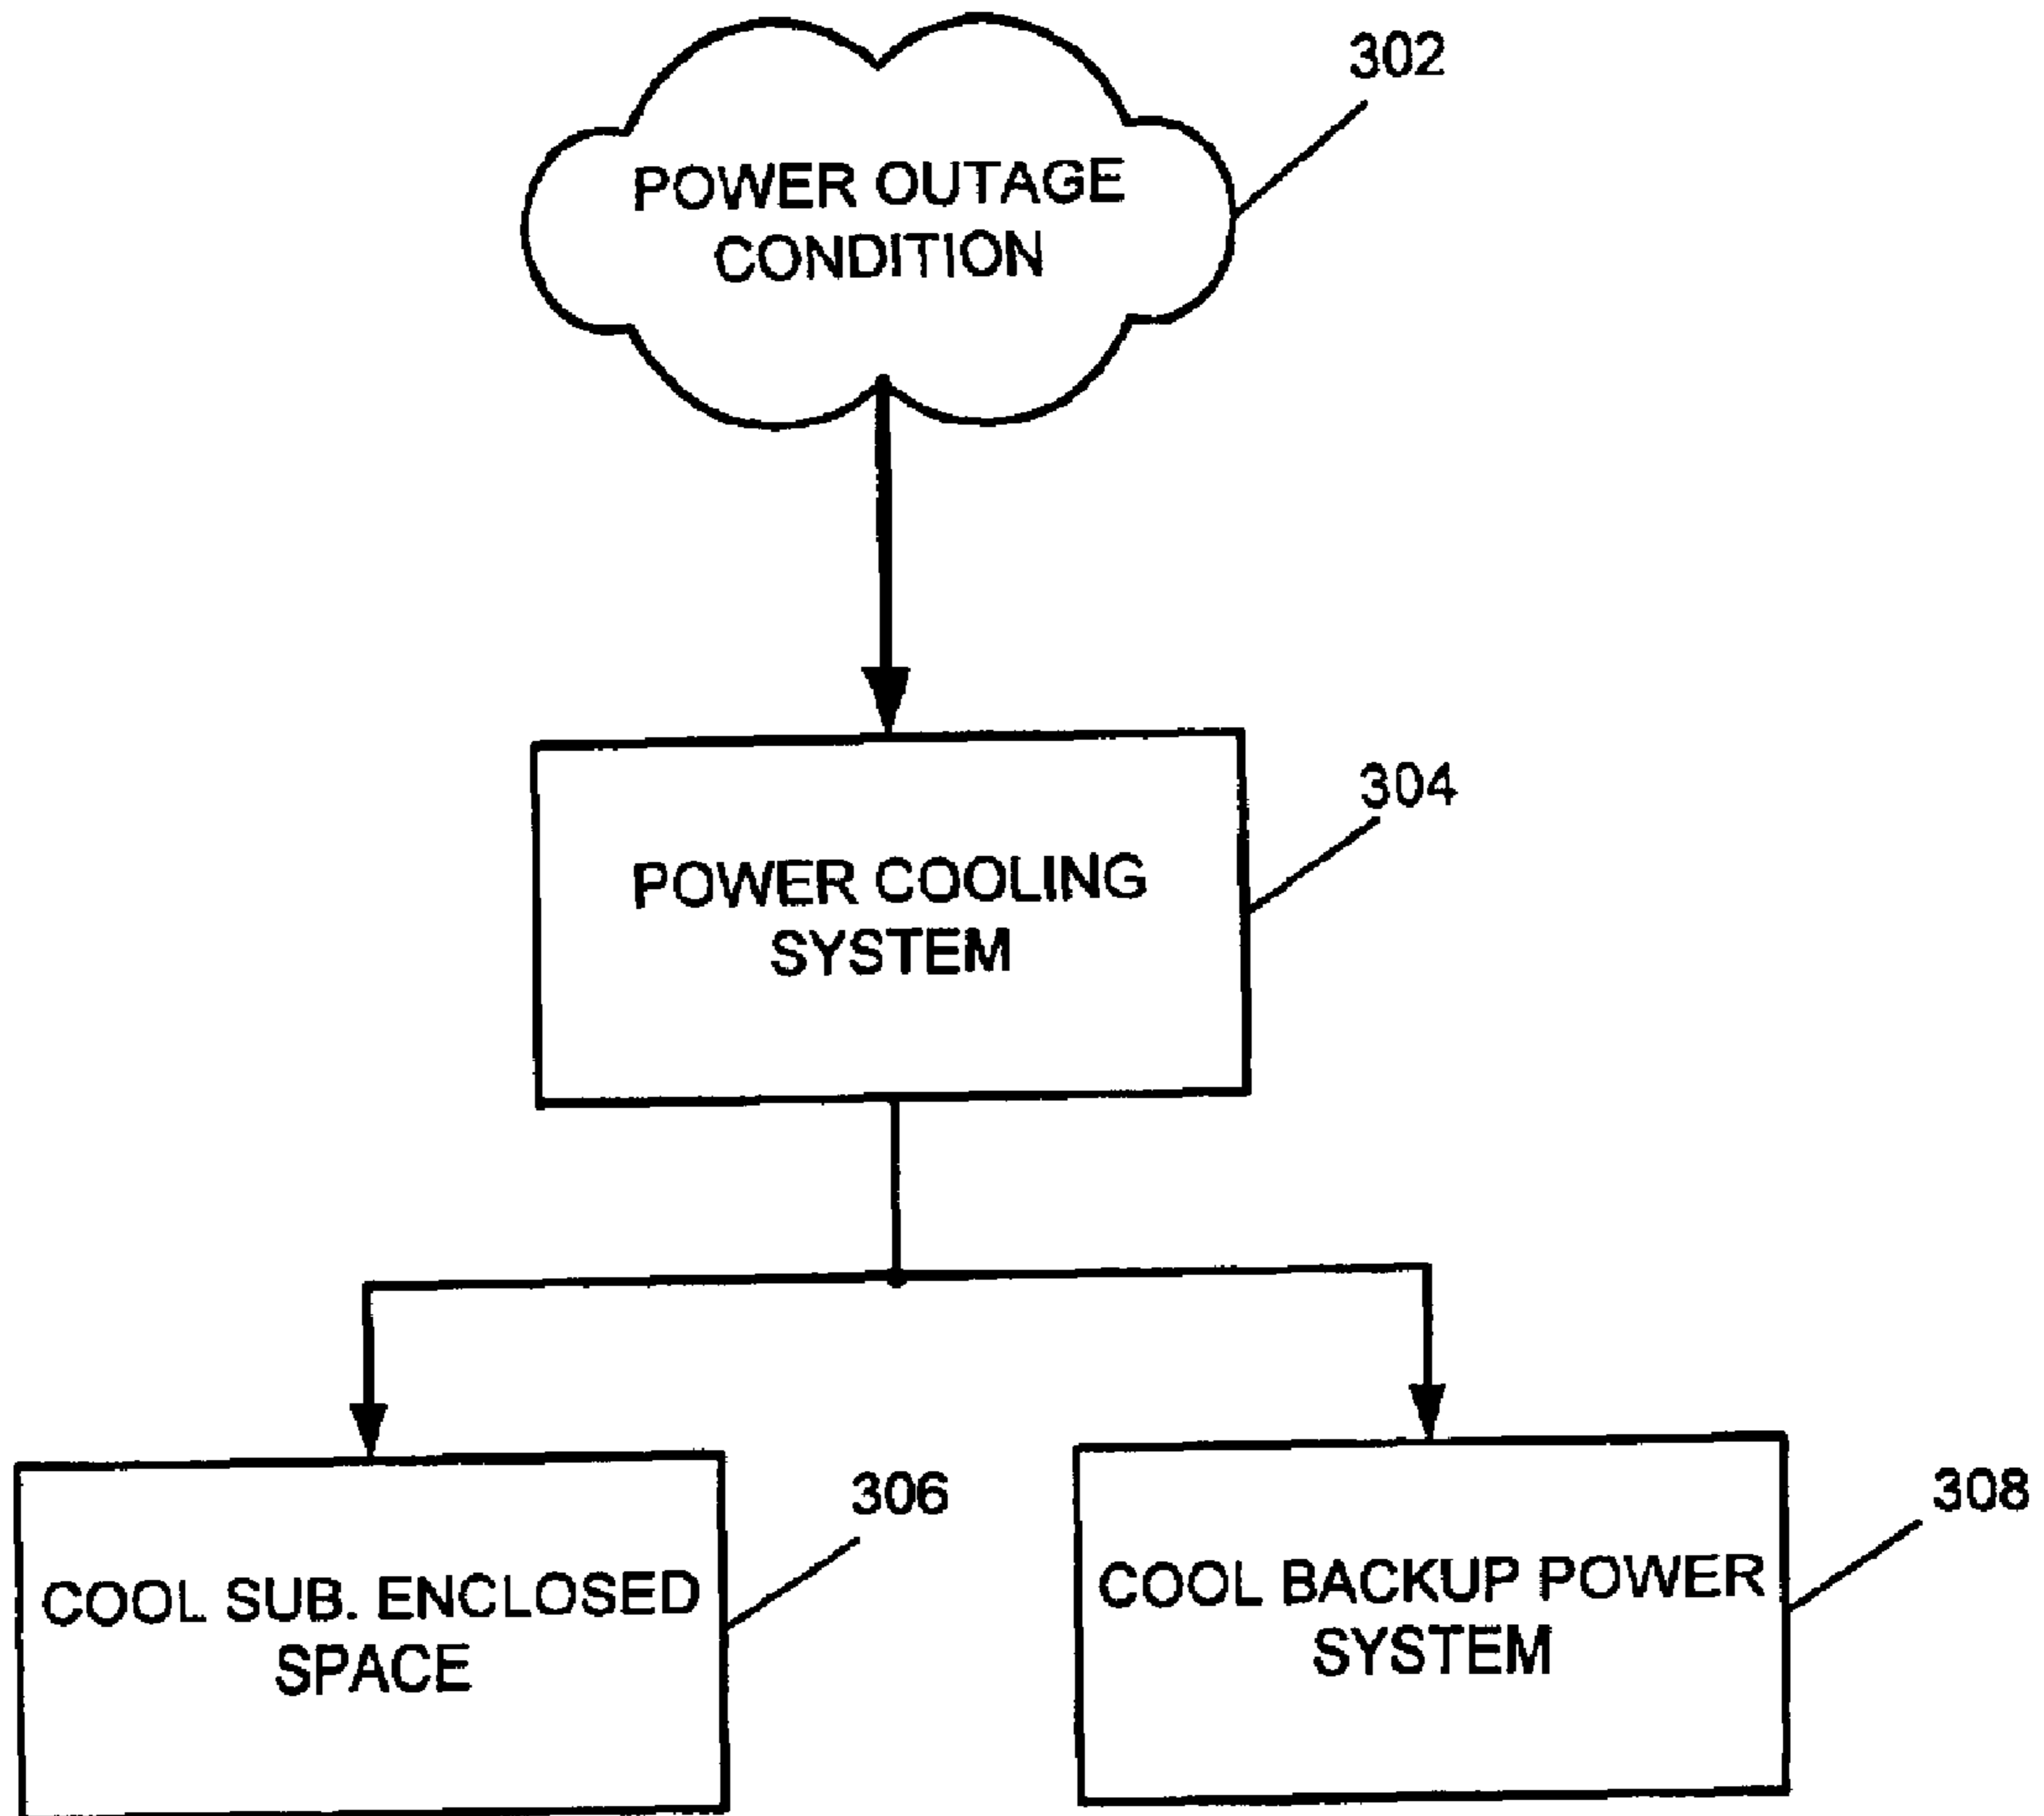 302
POWER OUTAGE
CONDITION
304
POWER COOLING
SYSTEM
306
COOL SUB. ENCLOSED
SPACE
308
COOL BACKUP POWER
SYSTEM